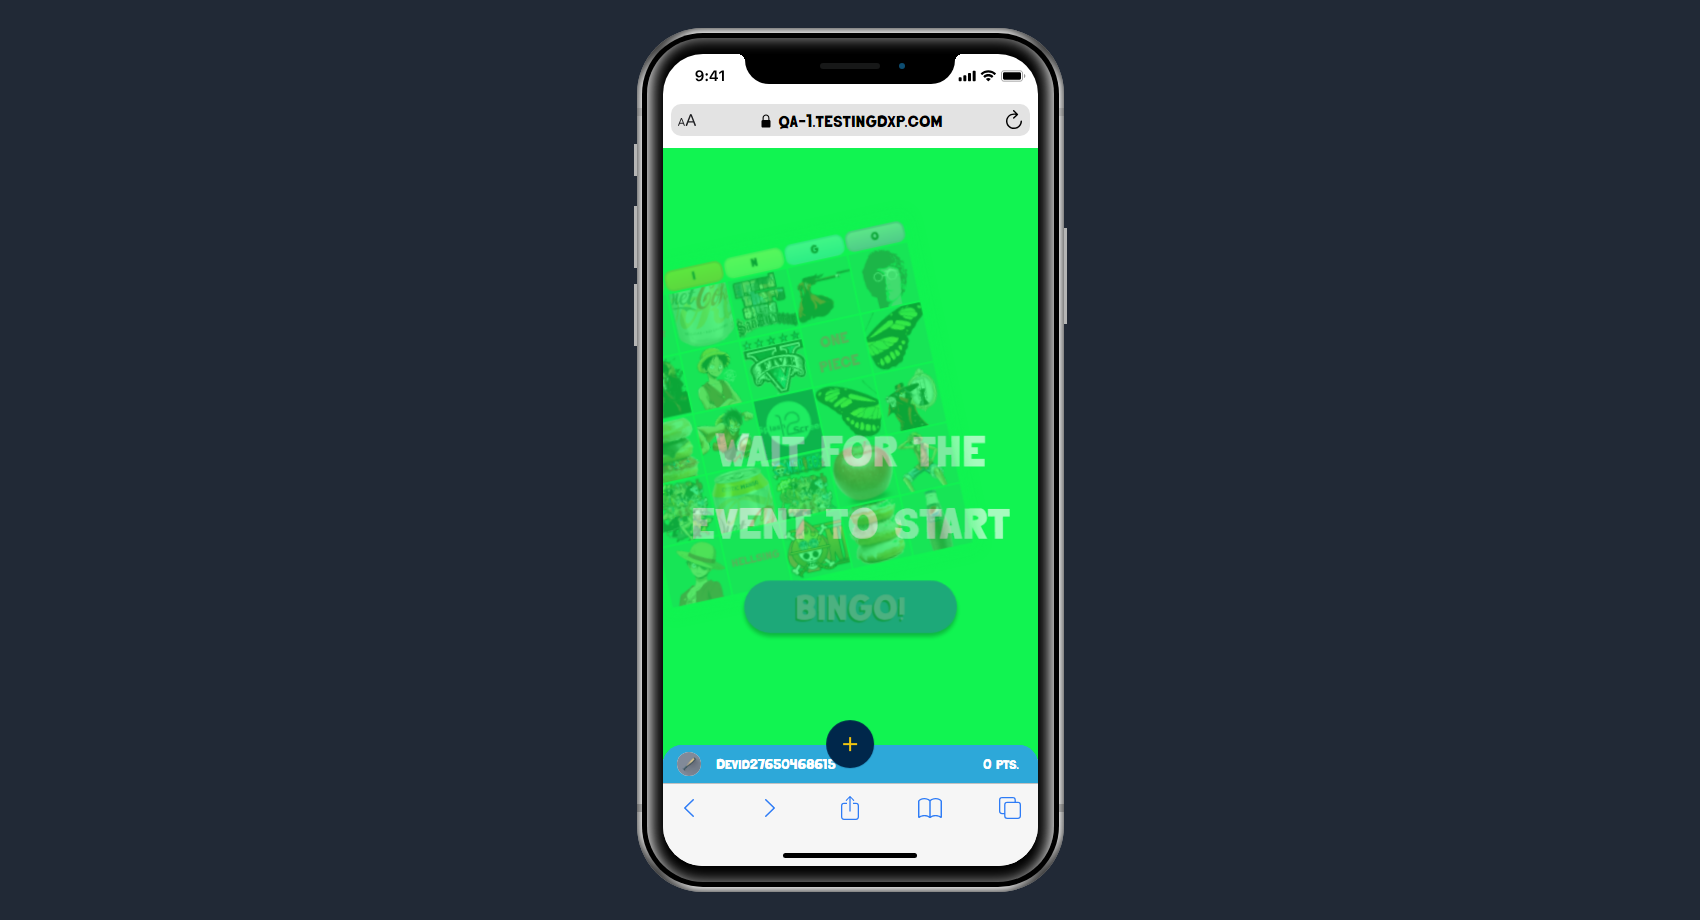 9:41
AA QA-1.TESTINGDXP.COM
I N G O
FIVE
ONE
PIECE
WAIT FOR THE
EVENT TO START
BINGO!
DEVID27650468615 0 PTS.